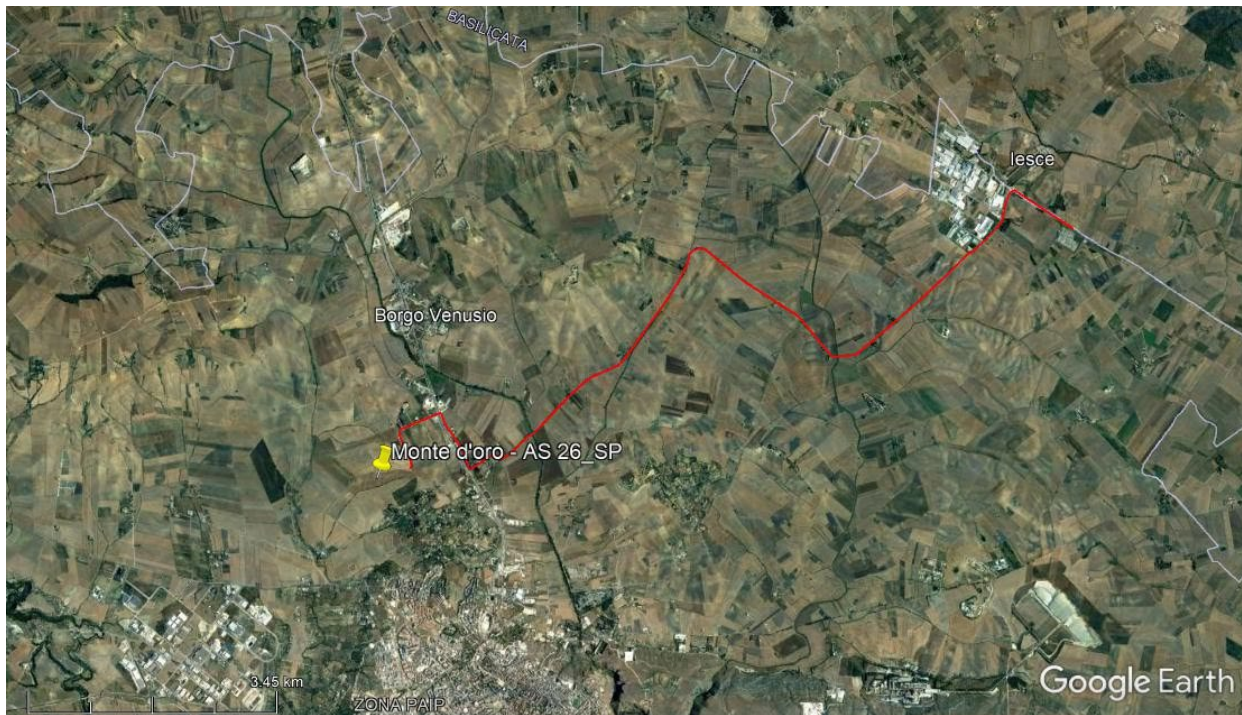 BASILICATA
Iesce
Borgo Venusio
Monte d'oro - AS 26_SP
3.45 km
ZONA PAIP
Google Earth